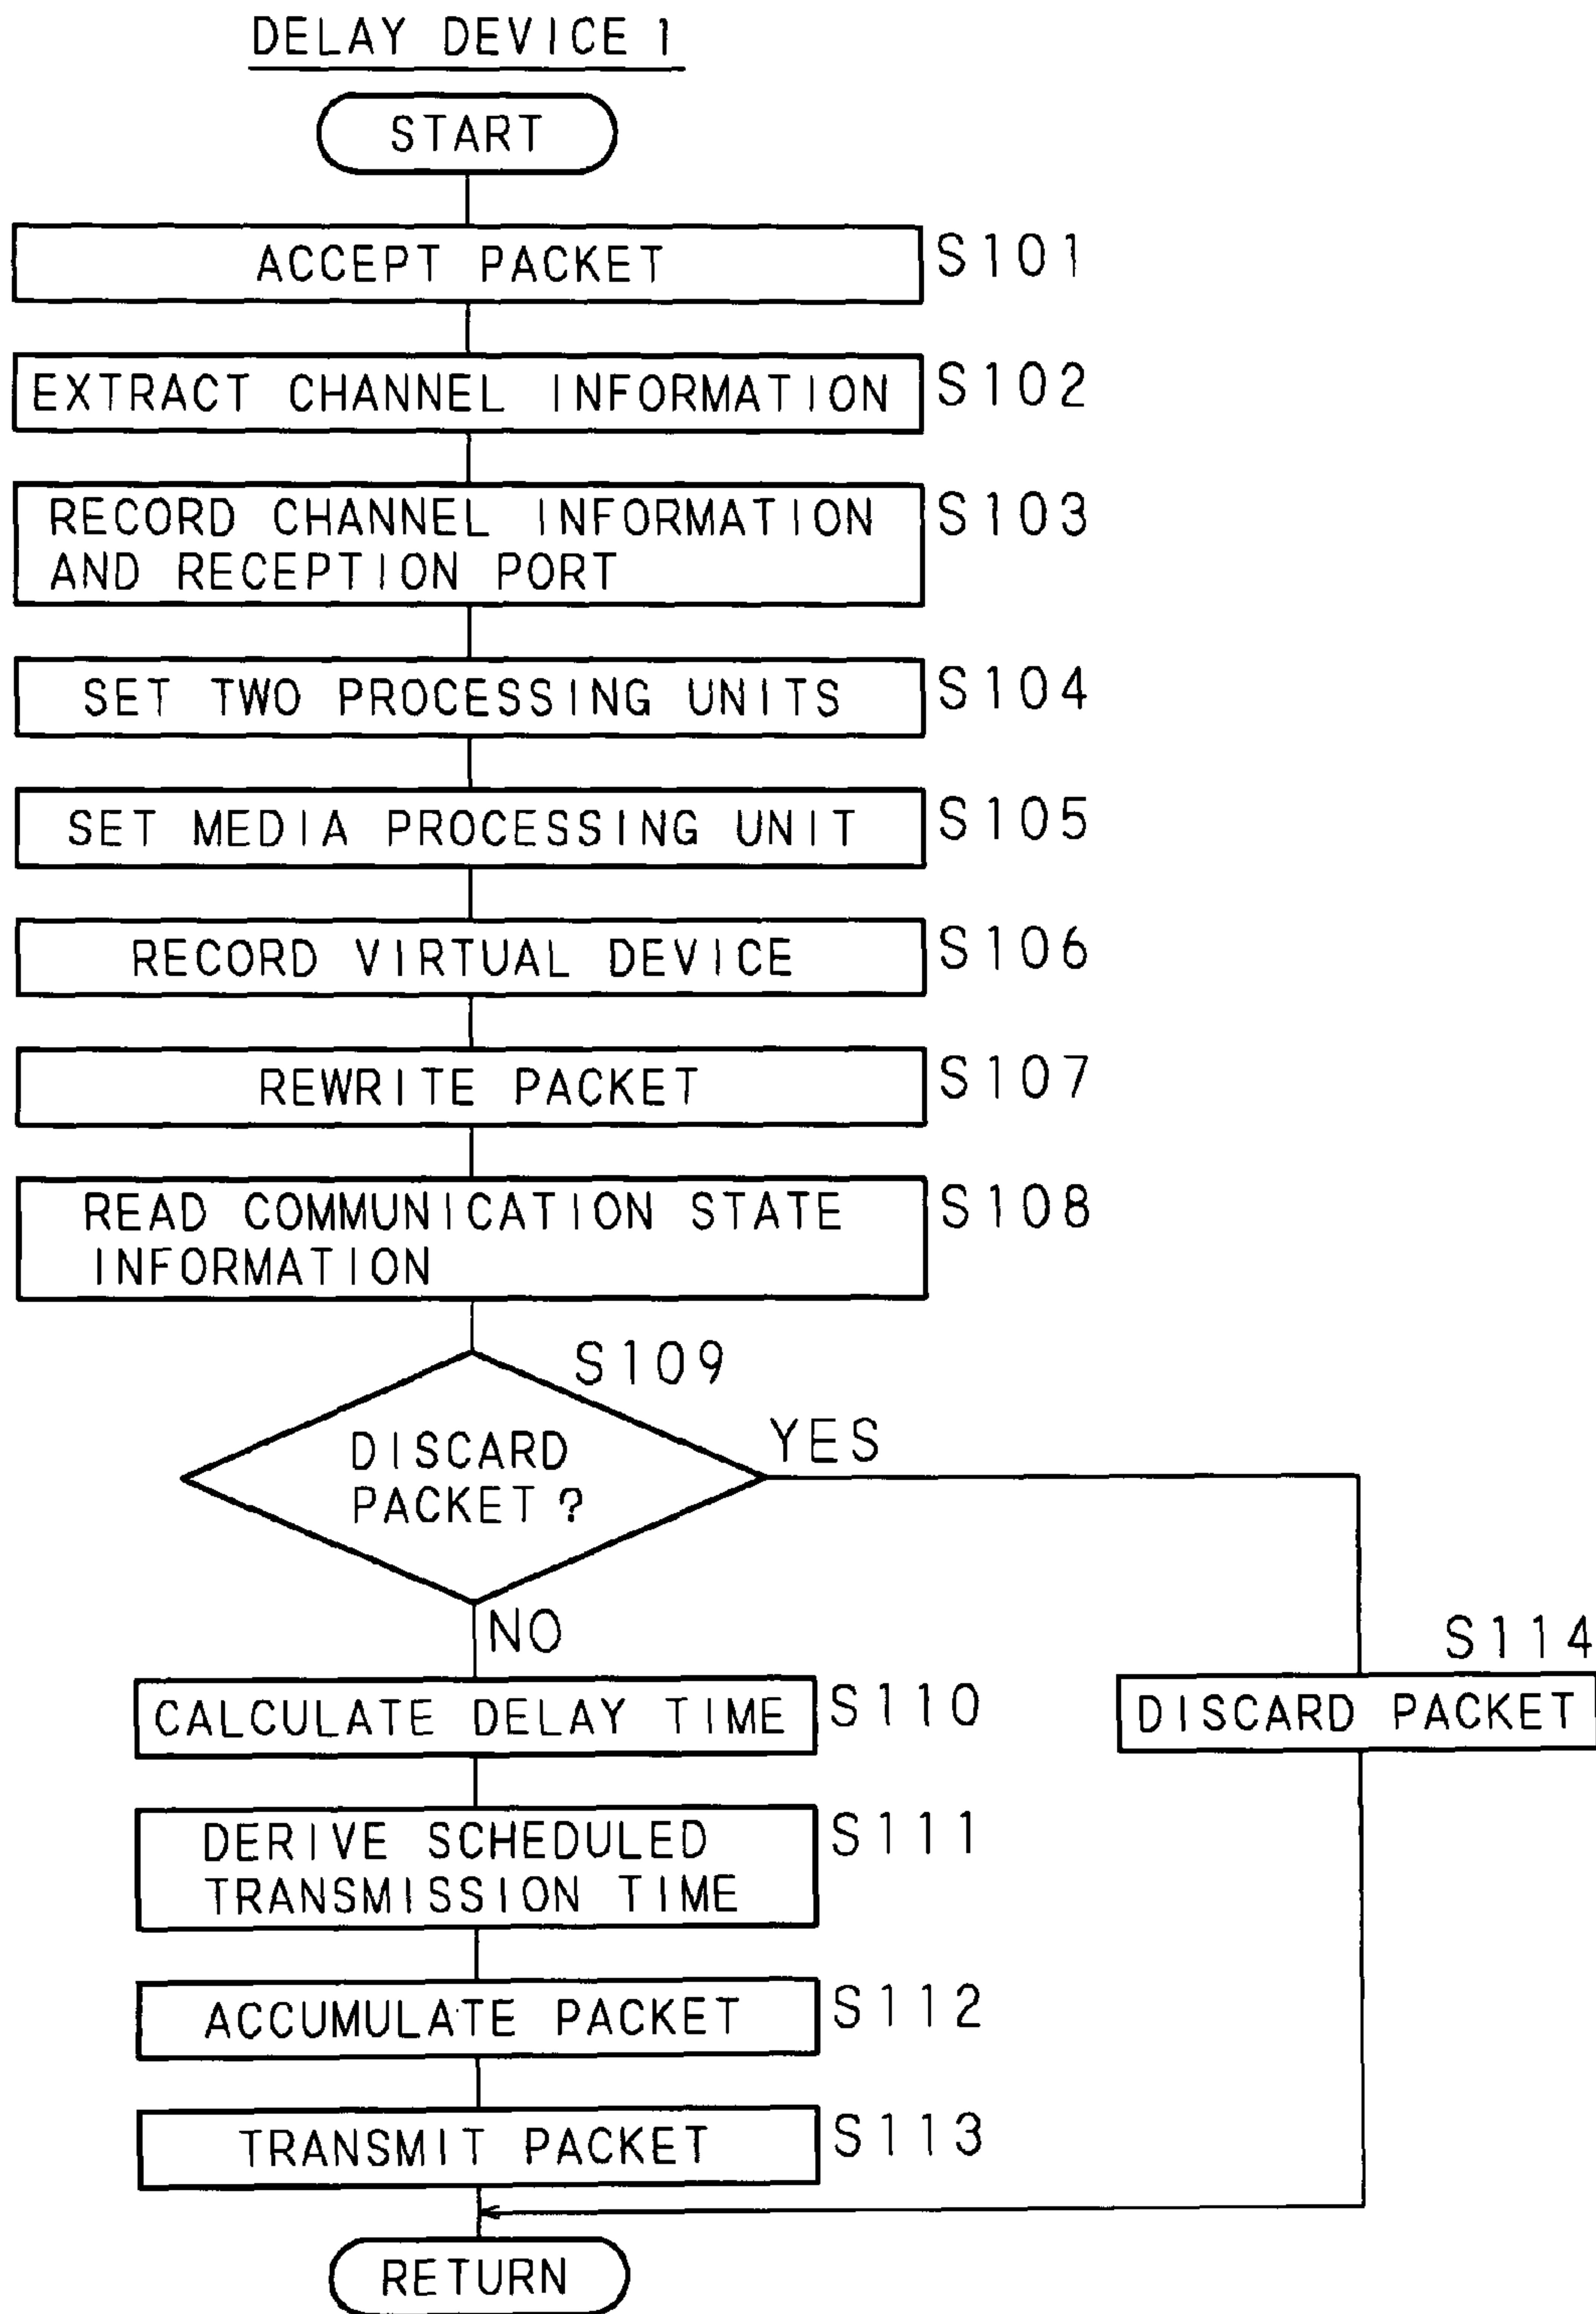 DELAY DEVICE 1
START
ACCEPT PACKET S101
EXTRACT CHANNEL INFORMATION S102
RECORD CHANNEL INFORMATION S103
AND RECEPTION PORT
SET TWO PROCESSING UNITS S104
SET MEDIA PROCESSING UNIT S105
RECORD VIRTUAL DEVICE S106
REWRITE PACKET S107
READ COMMUNICATION STATE S108
INFORMATION
S109
DISCARD
PACKET?
YES
NO
CALCULATE DELAY TIME S110
S114
DISCARD PACKET
DERIVE SCHEDULED S111
TRANSMISSION TIME
ACCUMULATE PACKET S112
TRANSMIT PACKET S113
RETURN